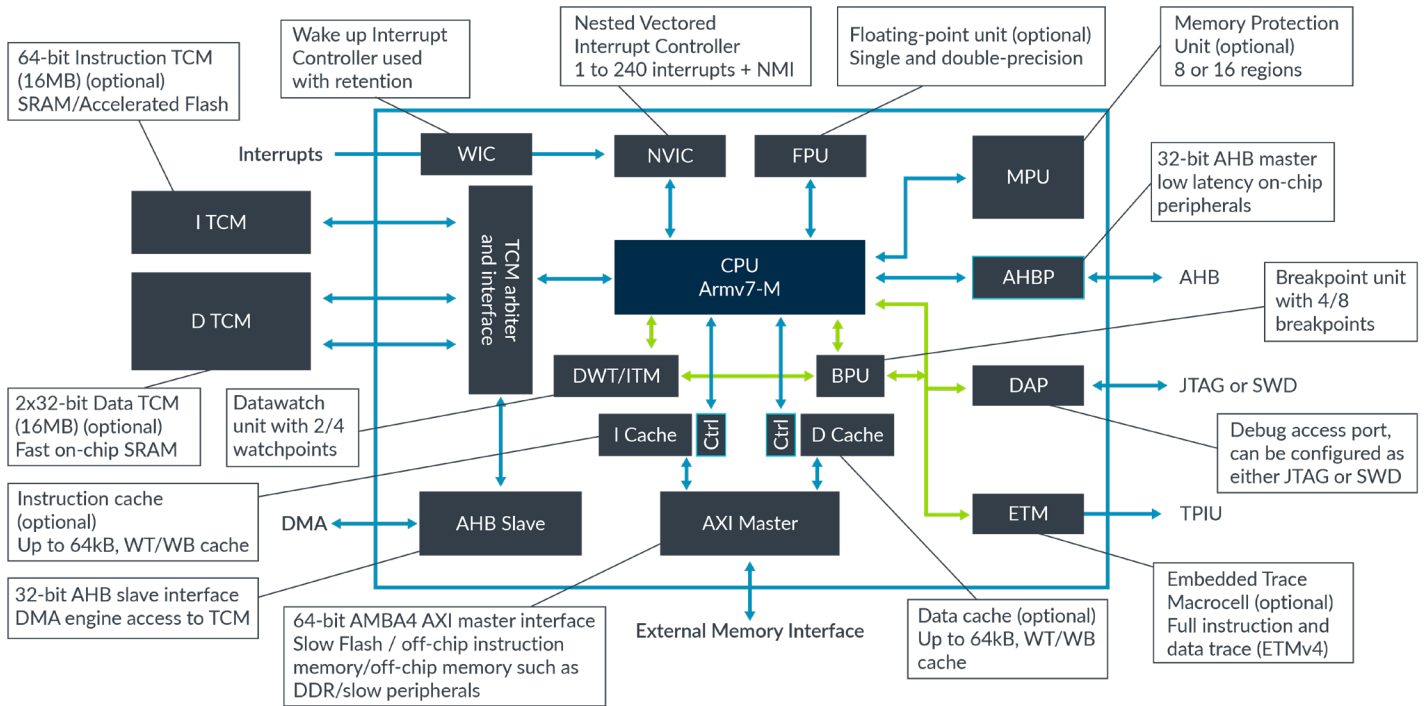 64-bit Instruction TCM
(16MB) (optional)
SRAM/Accelerated Flash
Wake up Interrupt
Controller used
with retention
Nested Vectored
Interrupt Controller
1 to 240 interrupts + NMI
Floating-point unit (optional)
Single and double-precision
Memory Protection
Unit (optional)
8 or 16 regions
Interrupts
WIC
NVIC
FPU
MPU
32-bit AHB master
low latency on-chip
peripherals
I TCM
D TCM
TCM arbiter
and interface
CPU
Armv7-M
AHBP
AHB
Breakpoint unit
with 4/8
breakpoints
DWT/ITM
BPU
DAP
JTAG or SWD
2x32-bit Data TCM
(16MB) (optional)
Fast on-chip SRAM
Datawatch
unit with 2/4
watchpoints
I Cache
Ctrl
Ctrl
D Cache
Debug access port,
can be configured as
either JTAG or SWD
Instruction cache
(optional)
Up to 64kB, WT/WB cache
DMA
AHB Slave
AXI Master
ETM
TPIU
32-bit AHB slave interface
DMA engine access to TCM
64-bit AMBA4 AXI master interface
Slow Flash / off-chip instruction
memory/off-chip memory such as
DDR/slow peripherals
External Memory Interface
Data cache (optional)
Up to 64kB, WT/WB
cache
Embedded Trace
Macrocell (optional)
Full instruction and
data trace (ETMv4)